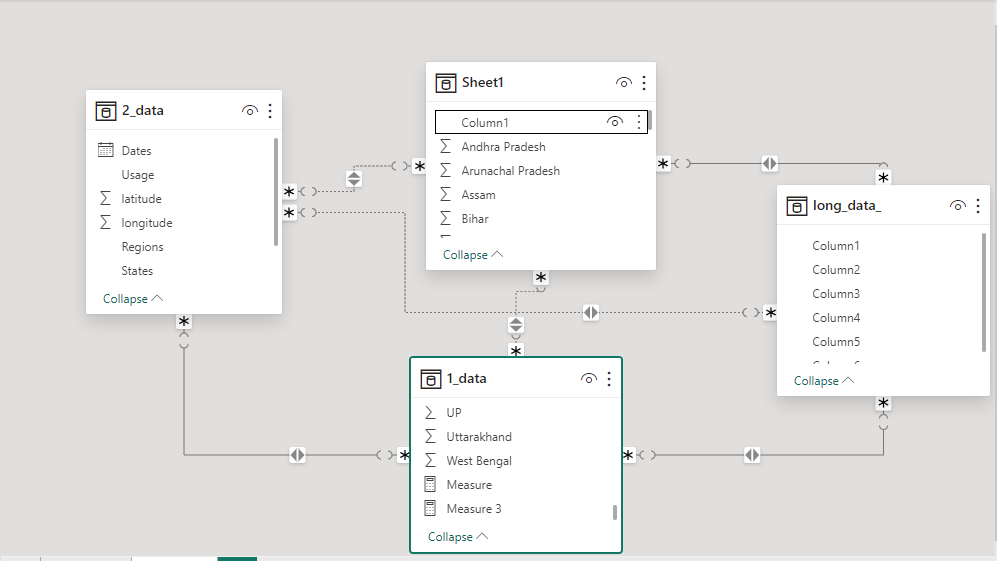 2_data
Dates
Usage
latitude
longitude
Regions
States
Collapse
Sheet1
Column1
Andhra Pradesh
Arunachal Pradesh
Assam
Bihar
Collapse
long_data_
Column1
Column2
Column3
Column4
Column5
Collapse
1_data
UP
Uttarakhand
West Bengal
Measure
Measure 3
Collapse